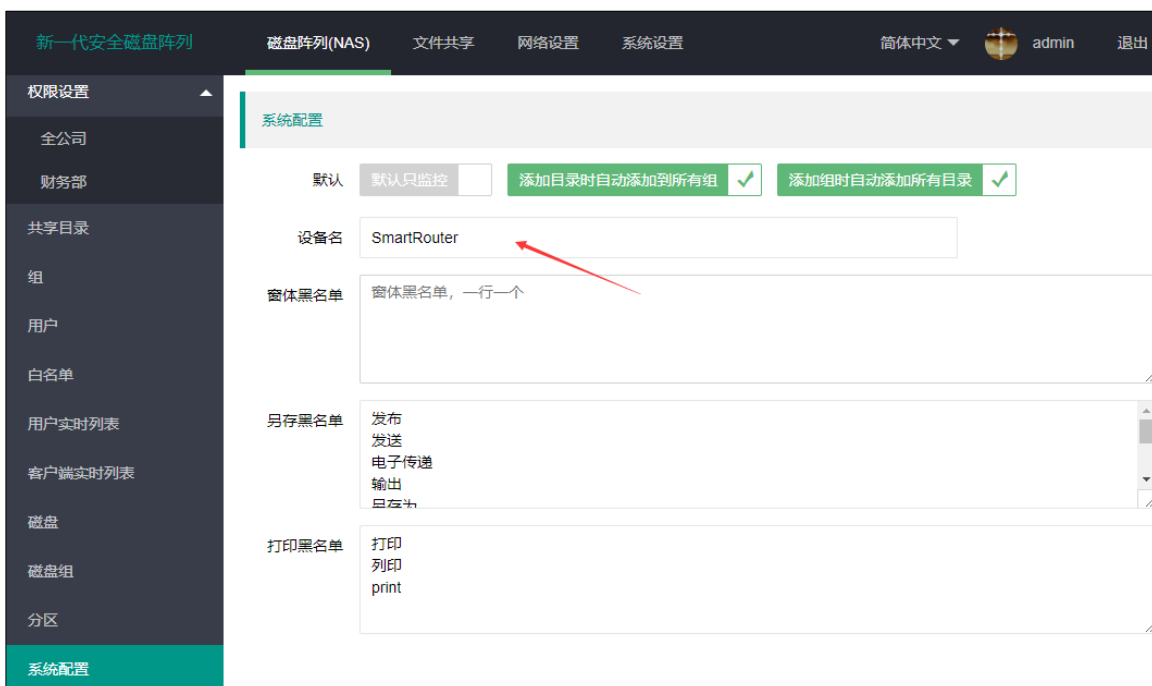 新一代安全磁盘阵列 磁盘阵列(NAS) 文件共享 网络设置 系统设置 简体中文 admin 退出
权限设置
全公司
财务部
共享目录
组
用户
白名单
用户实时列表
客户端实时列表
磁盘
磁盘组
分区
系统配置
系统配置
默认 默认只监控 添加目录时自动添加到所有组 添加组时自动添加所有目录
设备名 SmartRouter
窗体黑名单 窗体黑名单，一行一个
另存黑名单 发布
发送
电子传递
输出
另存为
打印黑名单 打印
列印
print